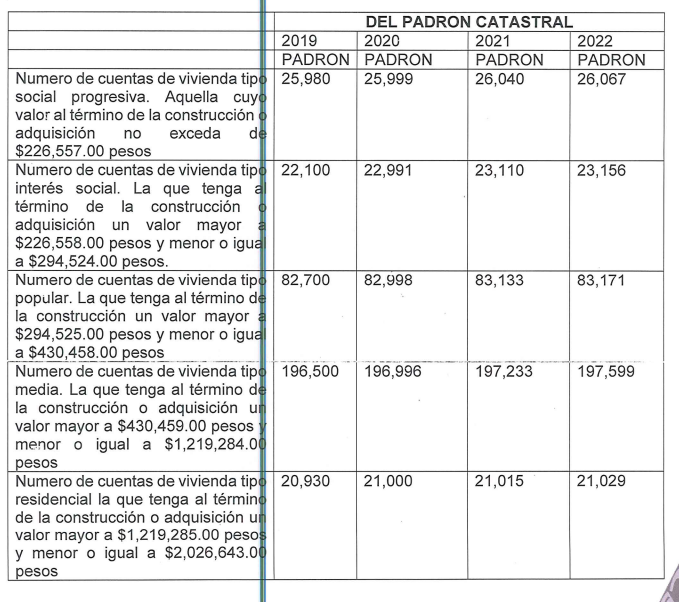 DEL PADRON CATASTRAL
2019 2020 2021 2022
PADRON PADRON PADRON PADRON
Numero de cuentas de vivienda tipo 25,980 25,999 26,040 26,067
social progresiva. Aquella cuyo
valor al término de la construcción o
adquisición no exceda de
$226,557.00 pesos
Numero de cuentas de vivienda tipo 22,100 22,991 23,110 23,156
interés social. La que tenga al
término de la construcción o
adquisición un valor mayor a
$226,558.00 pesos y menor o igual
a $294,524.00 pesos.
Numero de cuentas de vivienda tipo 82,700 82,998 83,133 83,171
popular. La que tenga al término de
la construcción un valor mayor a
$294,525.00 pesos y menor o igual
a $430,458.00 pesos
Numero de cuentas de vivienda tipo 196,500 196,996 197,233 197,599
media. La que tenga al término de
la construcción o adquisición un
valor mayor a $430,459.00 pesos y
menor o igual a $1,219,284.00
pesos
Numero de cuentas de vivienda tipo 20,930 21,000 21,015 21,029
residencial la que tenga al término
de la construcción o adquisición un
valor mayor a $1,219,285.00 pesos
y menor o igual a $2,026,643.00
pesos